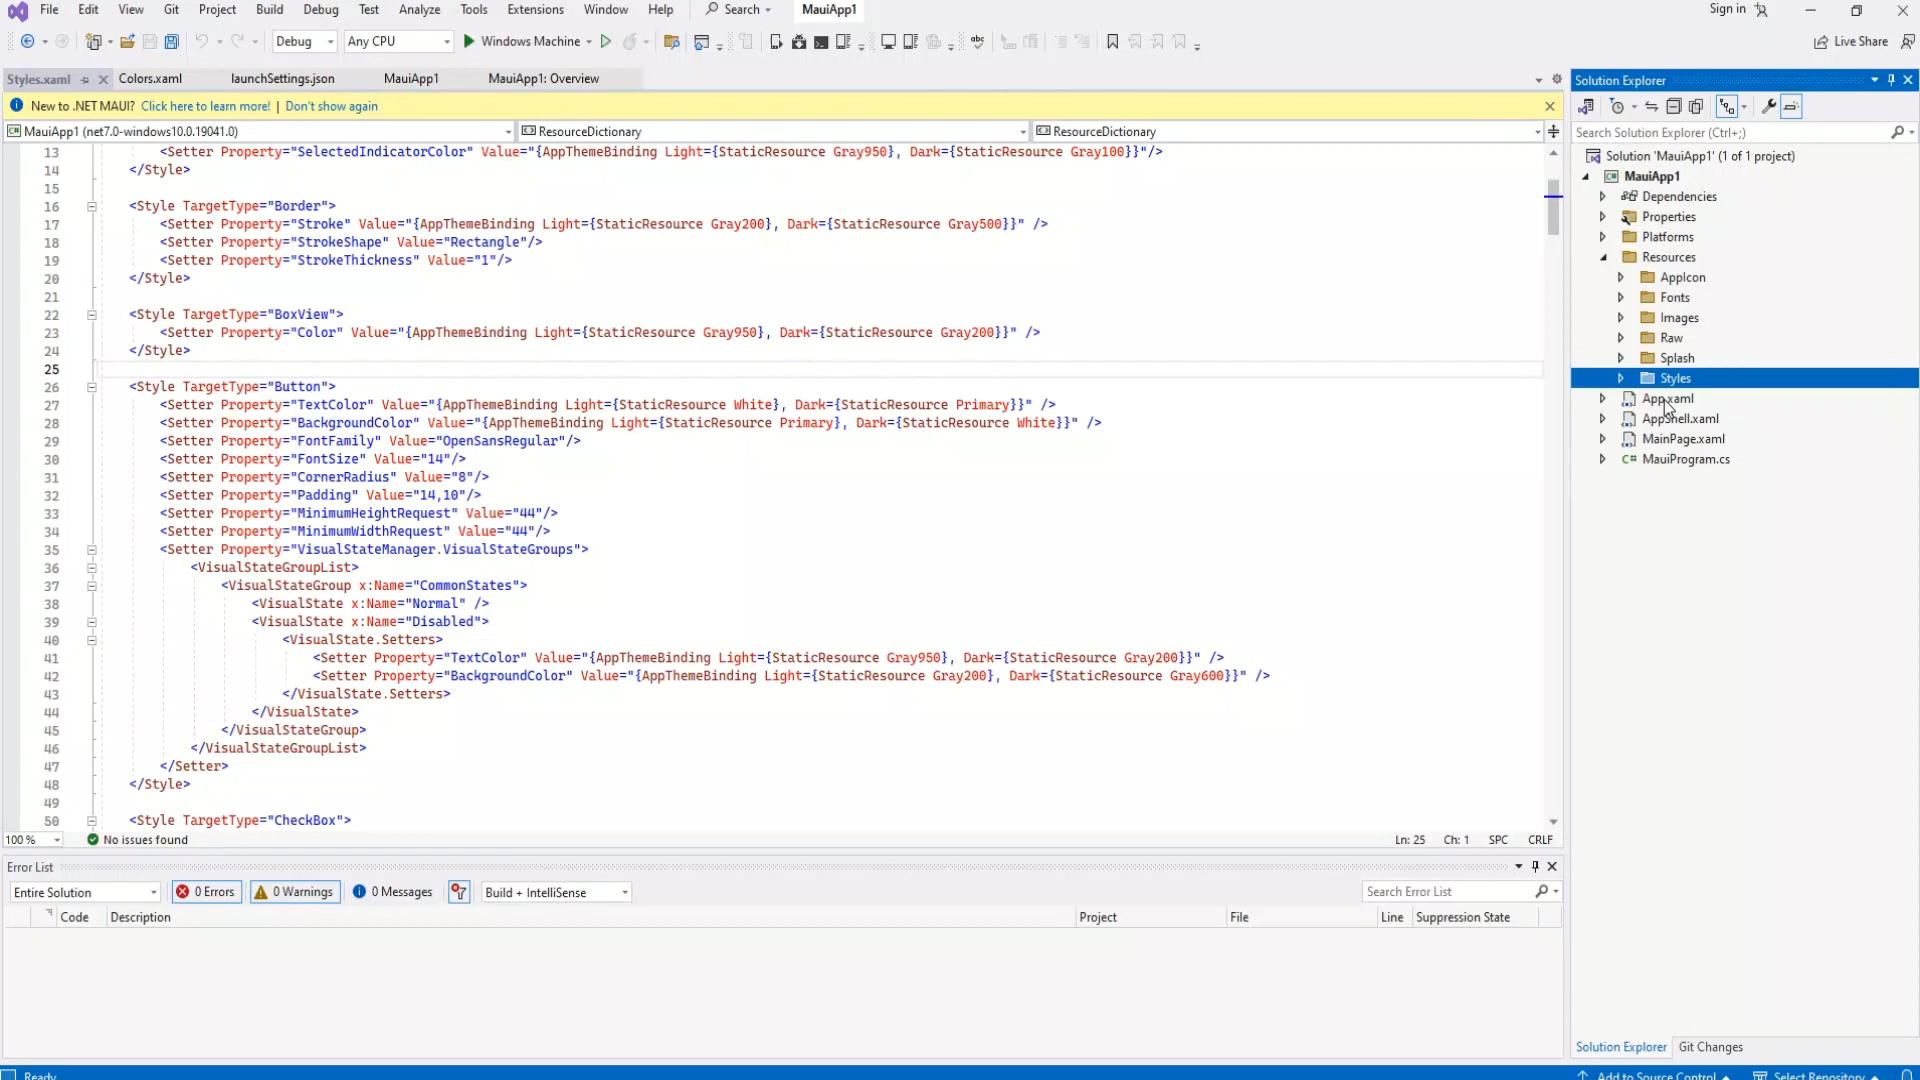 File Edit View Git Project Build Debug Test Analyze Tools Extensions Window Help Search MauiApp1 Sign in
Debug Any CPU Windows Machine Live Share
Styles.xaml Colors.xaml launchSettings.json MauiApp1 MauiApp1: Overview
New to .NET MAUI? Click here to learn more! | Don't show again
MauiApp1 (net7.0-windows10.0.19041.0) ResourceDictionary ResourceDictionary
13 <Setter Property="SelectedIndicatorColor" Value="{AppThemeBinding Light={StaticResource Gray950}, Dark={StaticResource Gray100}}"/>
14 </Style>
15
16 <Style TargetType="Border">
17 <Setter Property="Stroke" Value="{AppThemeBinding Light={StaticResource Gray200}, Dark={StaticResource Gray500}}" />
18 <Setter Property="StrokeShape" Value="Rectangle"/>
19 <Setter Property="StrokeThickness" Value="1"/>
20 </Style>
21
22 <Style TargetType="BoxView">
23 <Setter Property="Color" Value="{AppThemeBinding Light={StaticResource Gray950}, Dark={StaticResource Gray200}}" />
24 </Style>
25
26 <Style TargetType="Button">
27 <Setter Property="TextColor" Value="{AppThemeBinding Light={StaticResource White}, Dark={StaticResource Primary}}" />
28 <Setter Property="BackgroundColor" Value="{AppThemeBinding Light={StaticResource Primary}, Dark={StaticResource White}}" />
29 <Setter Property="FontFamily" Value="OpenSansRegular"/>
30 <Setter Property="FontSize" Value="14"/>
31 <Setter Property="CornerRadius" Value="8"/>
32 <Setter Property="Padding" Value="14,10"/>
33 <Setter Property="MinimumHeightRequest" Value="44"/>
34 <Setter Property="MinimumWidthRequest" Value="44"/>
35 <Setter Property="VisualStateManager.VisualStateGroups">
36 <VisualStateGroupList>
37 <VisualStateGroup x:Name="CommonStates">
38 <VisualState x:Name="Normal" />
39 <VisualState x:Name="Disabled">
40 <VisualState.Setters>
41 <Setter Property="TextColor" Value="{AppThemeBinding Light={StaticResource Gray950}, Dark={StaticResource Gray200}}" />
42 <Setter Property="BackgroundColor" Value="{AppThemeBinding Light={StaticResource Gray200}, Dark={StaticResource Gray600}}" />
43 </VisualState.Setters>
44 </VisualState>
45 </VisualStateGroup>
46 </VisualStateGroupList>
47 </Setter>
48 </Style>
49
50 <Style TargetType="CheckBox">
100 % No issues found Ln: 25 Ch: 1 SPC CRLF
Error List
Entire Solution 0 Errors 0 Warnings 0 Messages Build + IntelliSense Search Error List
Code Description Project File Line Suppression State
Solution Explorer
Search Solution Explorer (Ctrl+;)
Solution 'MauiApp1' (1 of 1 project)
MauiApp1
Dependencies
Properties
Platforms
Resources
AppIcon
Fonts
Images
Raw
Splash
Styles
App.xaml
AppShell.xaml
MainPage.xaml
MauiProgram.cs
Solution Explorer Git Changes
Ready Add to Source Control Select Repository